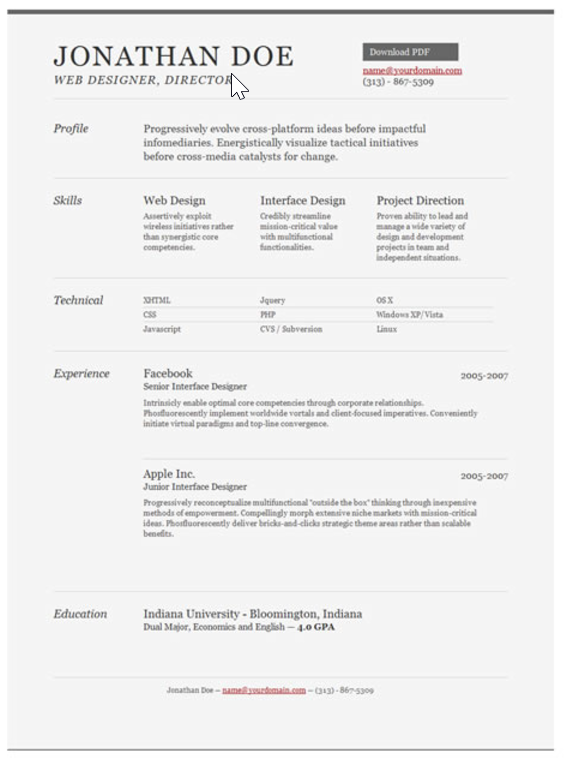 JONATHAN DOE
WEB DESIGNER, DIRECTOR
Download PDF
name@yourdomain.com
(313) - 867-5309
Profile
Progressively evolve cross-platform ideas before impactful
infomediaries. Energistically visualize tactical initiatives
before cross-media catalysts for change.
Skills
Web Design
Assertively exploit
wireless initiatives rather
than synergistic core
competencies.
Interface Design
Credibly streamline
mission-critical value
with multifunctional
functionalities.
Project Direction
Proven ability to lead and
manage a wide variety of
design and development
projects in team and
independent situations.
Technical
XHTML Jquery OS X
CSS PHP Windows XP/Vista
Javascript CVS / Subversion Linux
Experience
Facebook 2005-2007
Senior Interface Designer
Intrinsicly enable optimal core competencies through corporate relationships.
Phosfluorescently implement worldwide vortals and client-focused imperatives. Conveniently
initiate virtual paradigms and top-line convergence.
Apple Inc. 2005-2007
Junior Interface Designer
Progressively reconceptualize multifunctional "outside the box" thinking through inexpensive
methods of empowerment. Compellingly morph extensive niche markets with mission-critical
ideas. Phosfluorescently deliver bricks-and-clicks strategic theme areas rather than scalable
benefits.
Education
Indiana University - Bloomington, Indiana
Dual Major, Economics and English — 4.0 GPA
Jonathan Doe — name@yourdomain.com — (313) - 867-5309